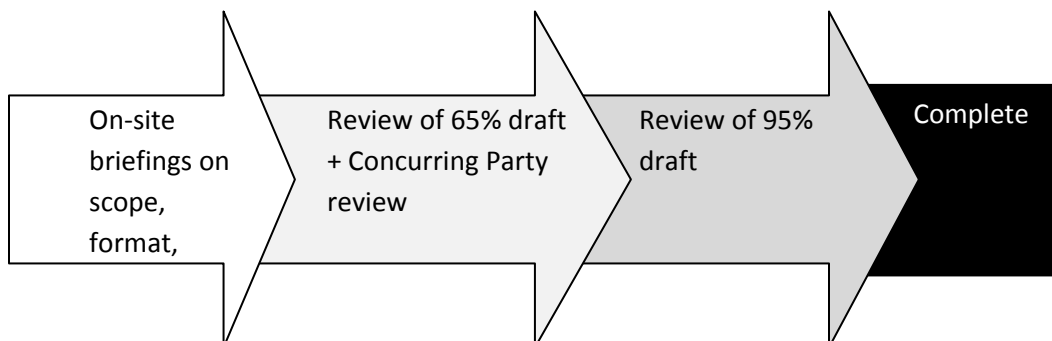 On-site
briefings on
scope,
format,
Review of 65% draft
+ Concurring Party
review
Review of 95%
draft
Complete